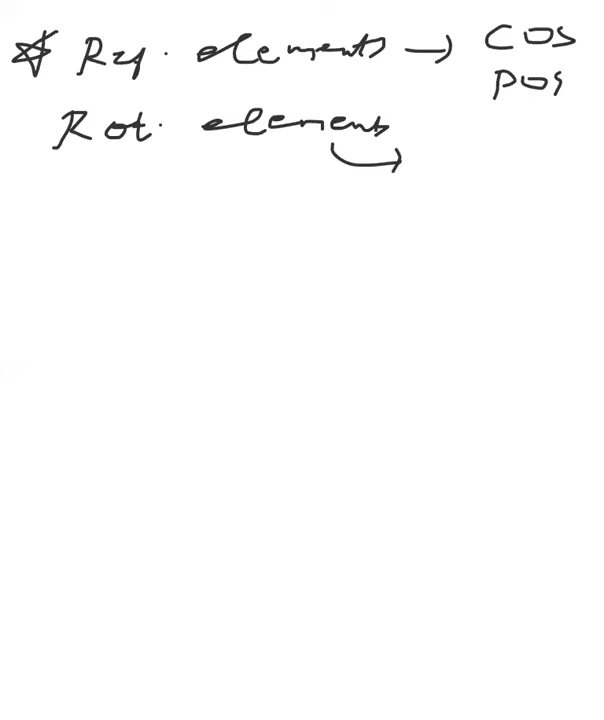 ☆ Ref. elements → COS
POS
Rot. elements →